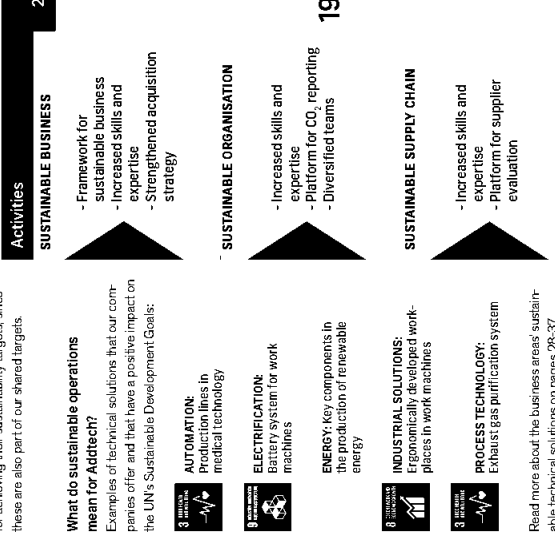 achieving their sustainability targets,
these are also part of our shared targets.
What do sustainable operations
mean for Addtech?
Examples of technical solutions that our com-
panies offer and that have a positive impact on
the UN's Sustainable Development Goals:
3
AUTOMATION:
Production lines in
medical technology
9
ELECTRIFICATION:
Battery system for work
machines
ENERGY: Key components in
the production of renewable
energy
8
INDUSTRIAL SOLUTIONS:
Ergonomically developed work-
places in work machines
3
PROCESS TECHNOLOGY:
Exhaust gas purification system
Read more about the business areas' sustain-
able technical solutions on pages 28-37
Activities
2
SUSTAINABLE BUSINESS
- Framework for
sustainable business
- Increased skills and
expertise
- Strengthened acquisition
strategy
SUSTAINABLE ORGANISATION
- Increased skills and
expertise
- Platform for CO₂ reporting
- Diversified teams
19
SUSTAINABLE SUPPLY CHAIN
- Increased skills and
expertise
- Platform for supplier
evaluation